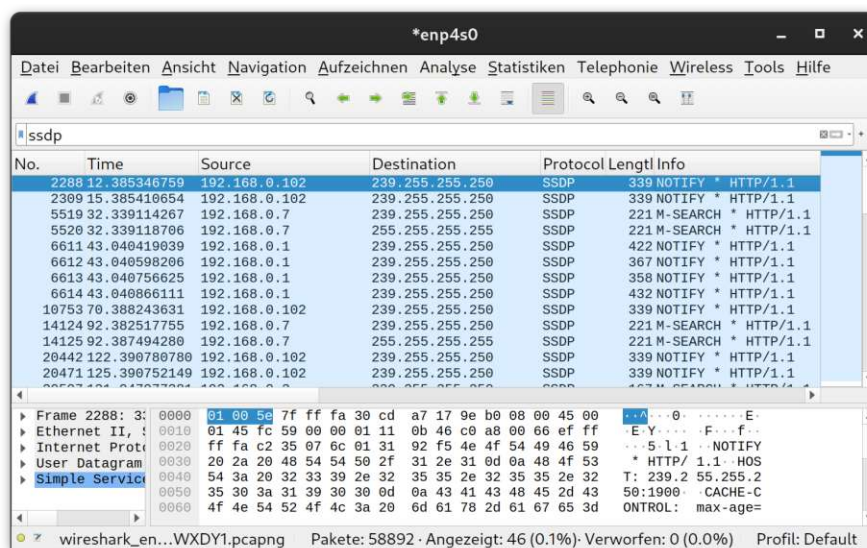 *enp4s0
Datei Bearbeiten Ansicht Navigation Aufzeichnen Analyse Statistiken Telephonie Wireless Tools Hilfe
ssdp
No. Time Source Destination Protocol Lengtl Info
2288 12.385346759 192.168.0.102 239.255.255.250 SSDP 339 NOTIFY * HTTP/1.1
2309 15.385410654 192.168.0.102 239.255.255.250 SSDP 339 NOTIFY * HTTP/1.1
5519 32.339114267 192.168.0.7 239.255.255.250 SSDP 221 M-SEARCH * HTTP/1.1
5520 32.339118706 192.168.0.7 255.255.255.255 SSDP 221 M-SEARCH * HTTP/1.1
6611 43.040419039 192.168.0.1 239.255.255.250 SSDP 422 NOTIFY * HTTP/1.1
6612 43.040598206 192.168.0.1 239.255.255.250 SSDP 367 NOTIFY * HTTP/1.1
6613 43.040756625 192.168.0.1 239.255.255.250 SSDP 358 NOTIFY * HTTP/1.1
6614 43.040866111 192.168.0.1 239.255.255.250 SSDP 432 NOTIFY * HTTP/1.1
10753 70.388243631 192.168.0.102 239.255.255.250 SSDP 339 NOTIFY * HTTP/1.1
14124 92.382517755 192.168.0.7 239.255.255.250 SSDP 221 M-SEARCH * HTTP/1.1
14125 92.387494280 192.168.0.7 255.255.255.255 SSDP 221 M-SEARCH * HTTP/1.1
20442 122.390780780 192.168.0.102 239.255.255.250 SSDP 339 NOTIFY * HTTP/1.1
20471 125.390752149 192.168.0.102 239.255.255.250 SSDP 339 NOTIFY * HTTP/1.1
Frame 2288: 33 0000 01 00 5e 7f ff fa 30 cd a7 17 9e b0 08 00 45 00 ··^···0· ······E·
Ethernet II, S 0010 01 45 fc 59 00 00 01 11 0b 46 c0 a8 00 66 ef ff ·E·Y···· ·F···f··
Internet Proto 0020 ff fa c2 35 07 6c 01 31 92 f5 4e 4f 54 49 46 59 ···5·l·1 ··NOTIFY
User Datagram 0030 20 2a 20 48 54 54 50 2f 31 2e 31 0d 0a 48 4f 53 * HTTP/ 1.1··HOS
Simple Service 0040 54 3a 20 32 33 39 2e 32 35 35 2e 32 35 35 2e 32 T: 239.2 55.255.2
0050 35 30 3a 31 39 30 30 0d 0a 43 41 43 48 45 2d 43 50:1900· ·CACHE-C
0060 4f 4e 54 52 4f 4c 3a 20 6d 61 78 2d 61 67 65 3d ONTROL: max-age=
wireshark_en...WXDY1.pcapng Pakete: 58892 · Angezeigt: 46 (0.1%) · Verworfen: 0 (0.0%) Profil: Default